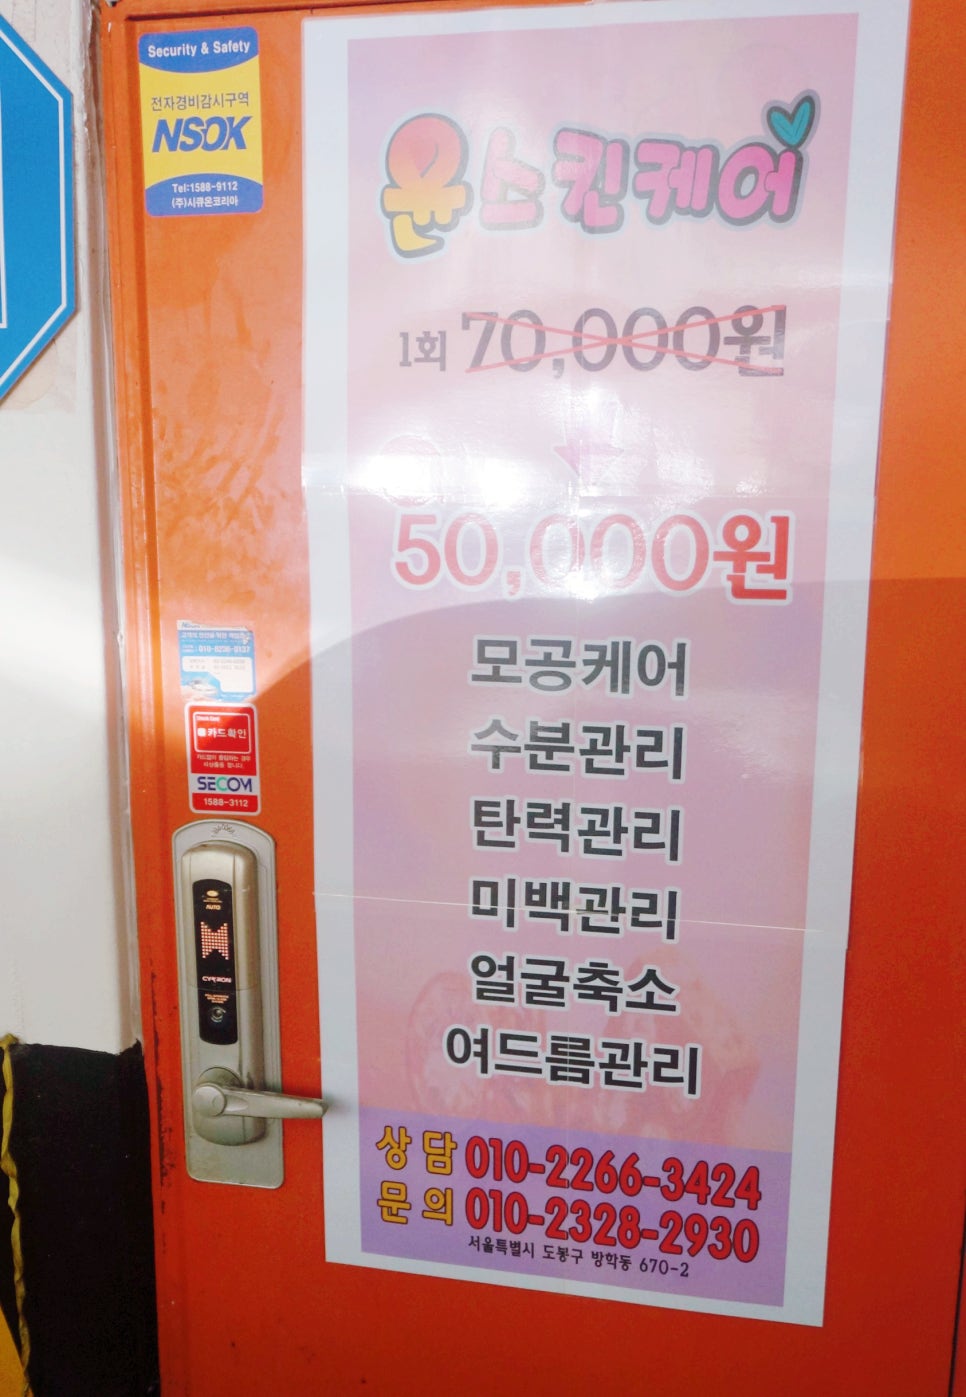 Security & Safety
전자경비감시구역
NSOK
Tel:1588-9112
(주)시큐온코리아
윤스킨케어
1회 70,000원
50,000원
모공케어
수분관리
탄력관리
미백관리
얼굴축소
여드름관리
상담 010-2266-3424
문의 010-2328-2930
서울특별시 도봉구 방학동 670-2
카드확인
SECOM
1588-3112
AUTO